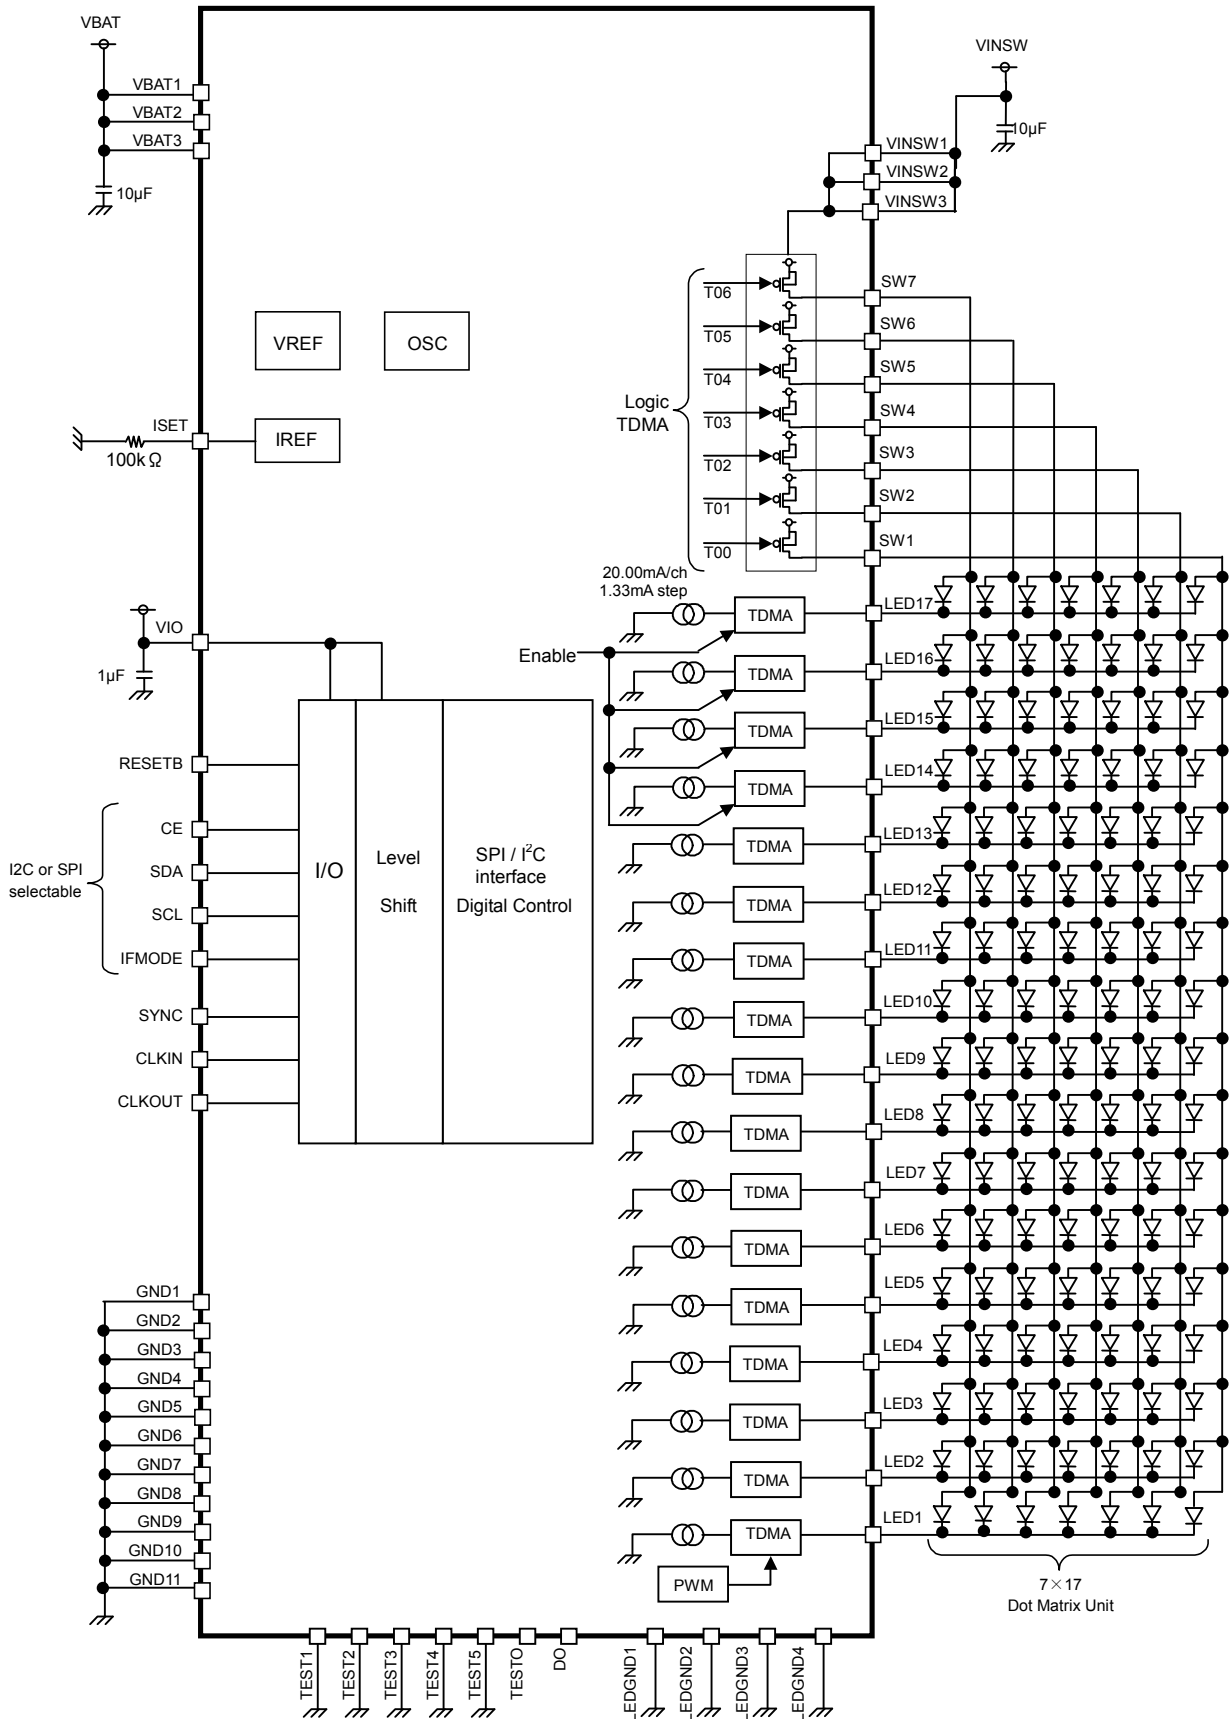 VBAT
VINSW
VBAT1
VBAT2
VBAT3
10µF
10µF
VINSW1
VINSW2
VINSW3
SW7
T06
SW6
T05
VREF
OSC
SW5
T04
Logic
TDMA
SW4
T03
ISET
100kΩ
IREF
SW3
T02
SW2
T01
SW1
T00
20.00mA/ch
1.33mA step
TDMA
LED17
VIO
1µF
Enable
TDMA
LED16
TDMA
LED15
RESETB
TDMA
LED14
CE
TDMA
LED13
I2C or SPI
selectable
SDA
SCL
IFMODE
I/O
Level
Shift
SPI / I²C
interface
Digital Control
TDMA
LED12
TDMA
LED11
SYNC
TDMA
LED10
CLKIN
TDMA
LED9
CLKOUT
TDMA
LED8
TDMA
LED7
TDMA
LED6
GND1
TDMA
LED5
GND2
GND3
TDMA
LED4
GND4
GND5
TDMA
LED3
GND6
GND7
TDMA
LED2
GND8
GND9
TDMA
LED1
GND10
GND11
PWM
7×17
Dot Matrix Unit
TEST1
TEST2
TEST3
TEST4
TEST5
TESTO
DO
LEDGND1
LEDGND2
LEDGND3
LEDGND4